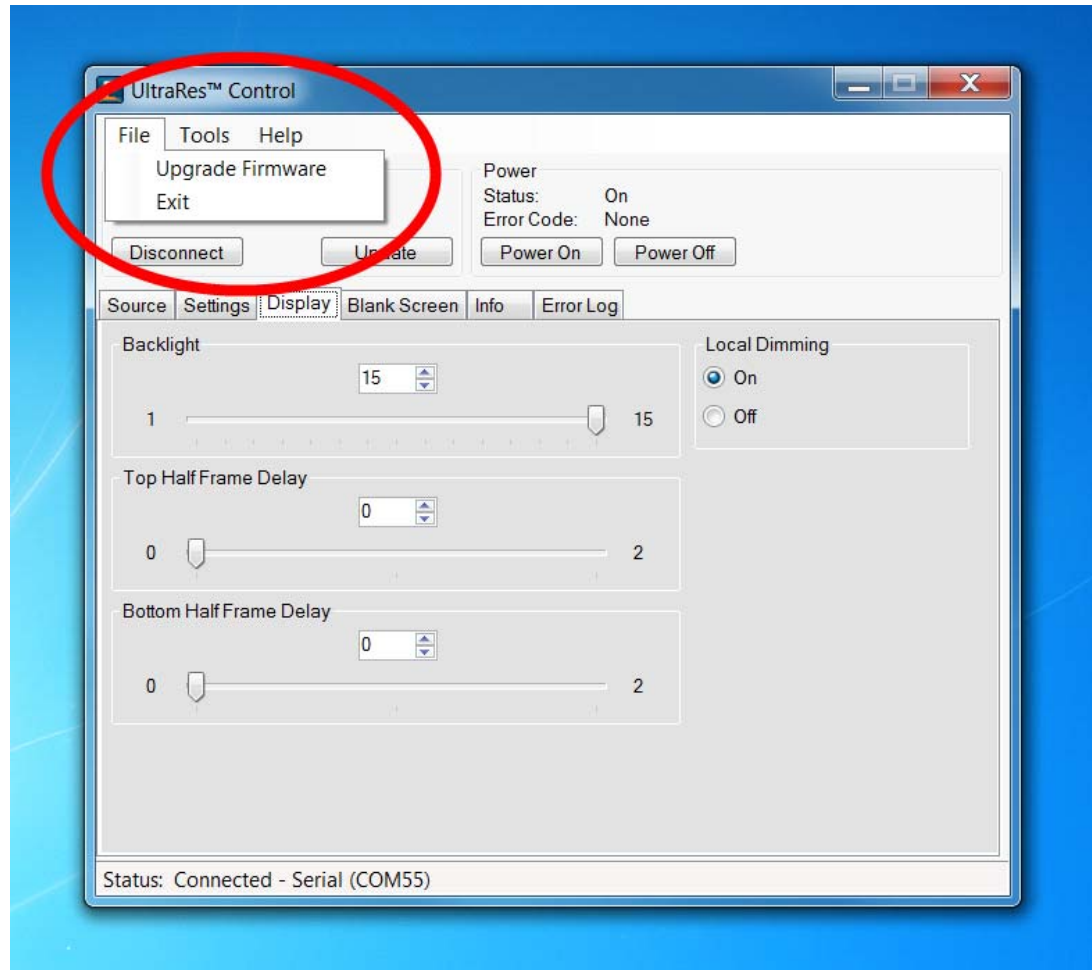 UltraRes™ Control
File Tools Help
Upgrade Firmware
Exit
Disconnect Update
Power
Status: On
Error Code: None
Power On Power Off
Source Settings Display Blank Screen Info Error Log
Backlight
15
1 15
Local Dimming
On
Off
Top Half Frame Delay
0
0 2
Bottom Half Frame Delay
0
0 2
Status: Connected - Serial (COM55)